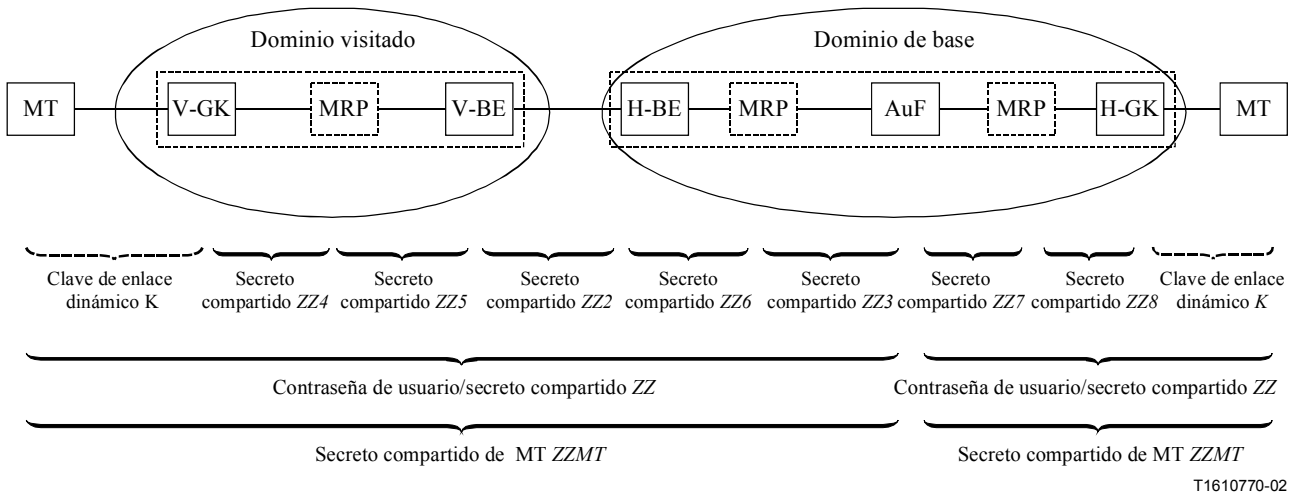 Dominio visitado
Dominio de base
MT
V-GK
MRP
V-BE
H-BE
MRP
AuF
MRP
H-GK
MT
Clave de enlace
dinámico K
Secreto
compartido ZZ4
Secreto
compartido ZZ5
Secreto
compartido ZZ2
Secreto
compartido ZZ6
Secreto
compartido ZZ3
Secreto
compartido ZZ7
Secreto
compartido ZZ8
Clave de enlace
dinámico K
Contraseña de usuario/secreto compartido ZZ
Contraseña de usuario/secreto compartido ZZ
Secreto compartido de MT ZZMT
Secreto compartido de MT ZZMT
T1610770-02